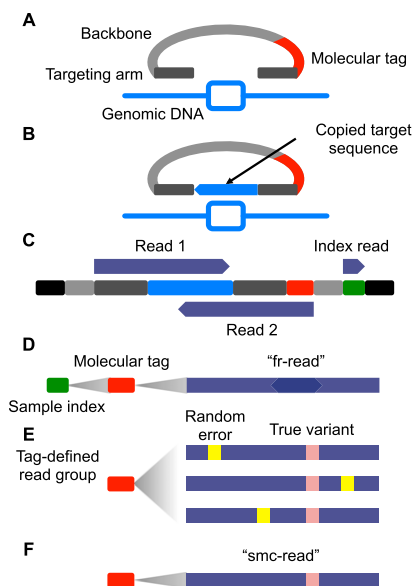 A
Backbone
Molecular tag
Targeting arm
Genomic DNA
B
Copied target
sequence
C
Read 1
Index read
Read 2
D
Molecular tag
“fr-read”
Sample index
E
Random
error
True variant
Tag-defined
read group
F
“smc-read”